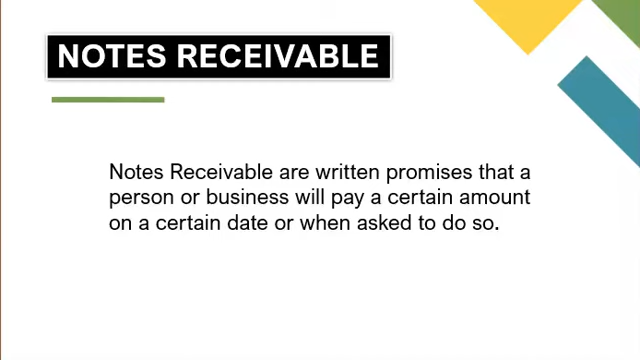 NOTES RECEIVABLE
Notes Receivable are written promises that a
person or business will pay a certain amount
on a certain date or when asked to do so.